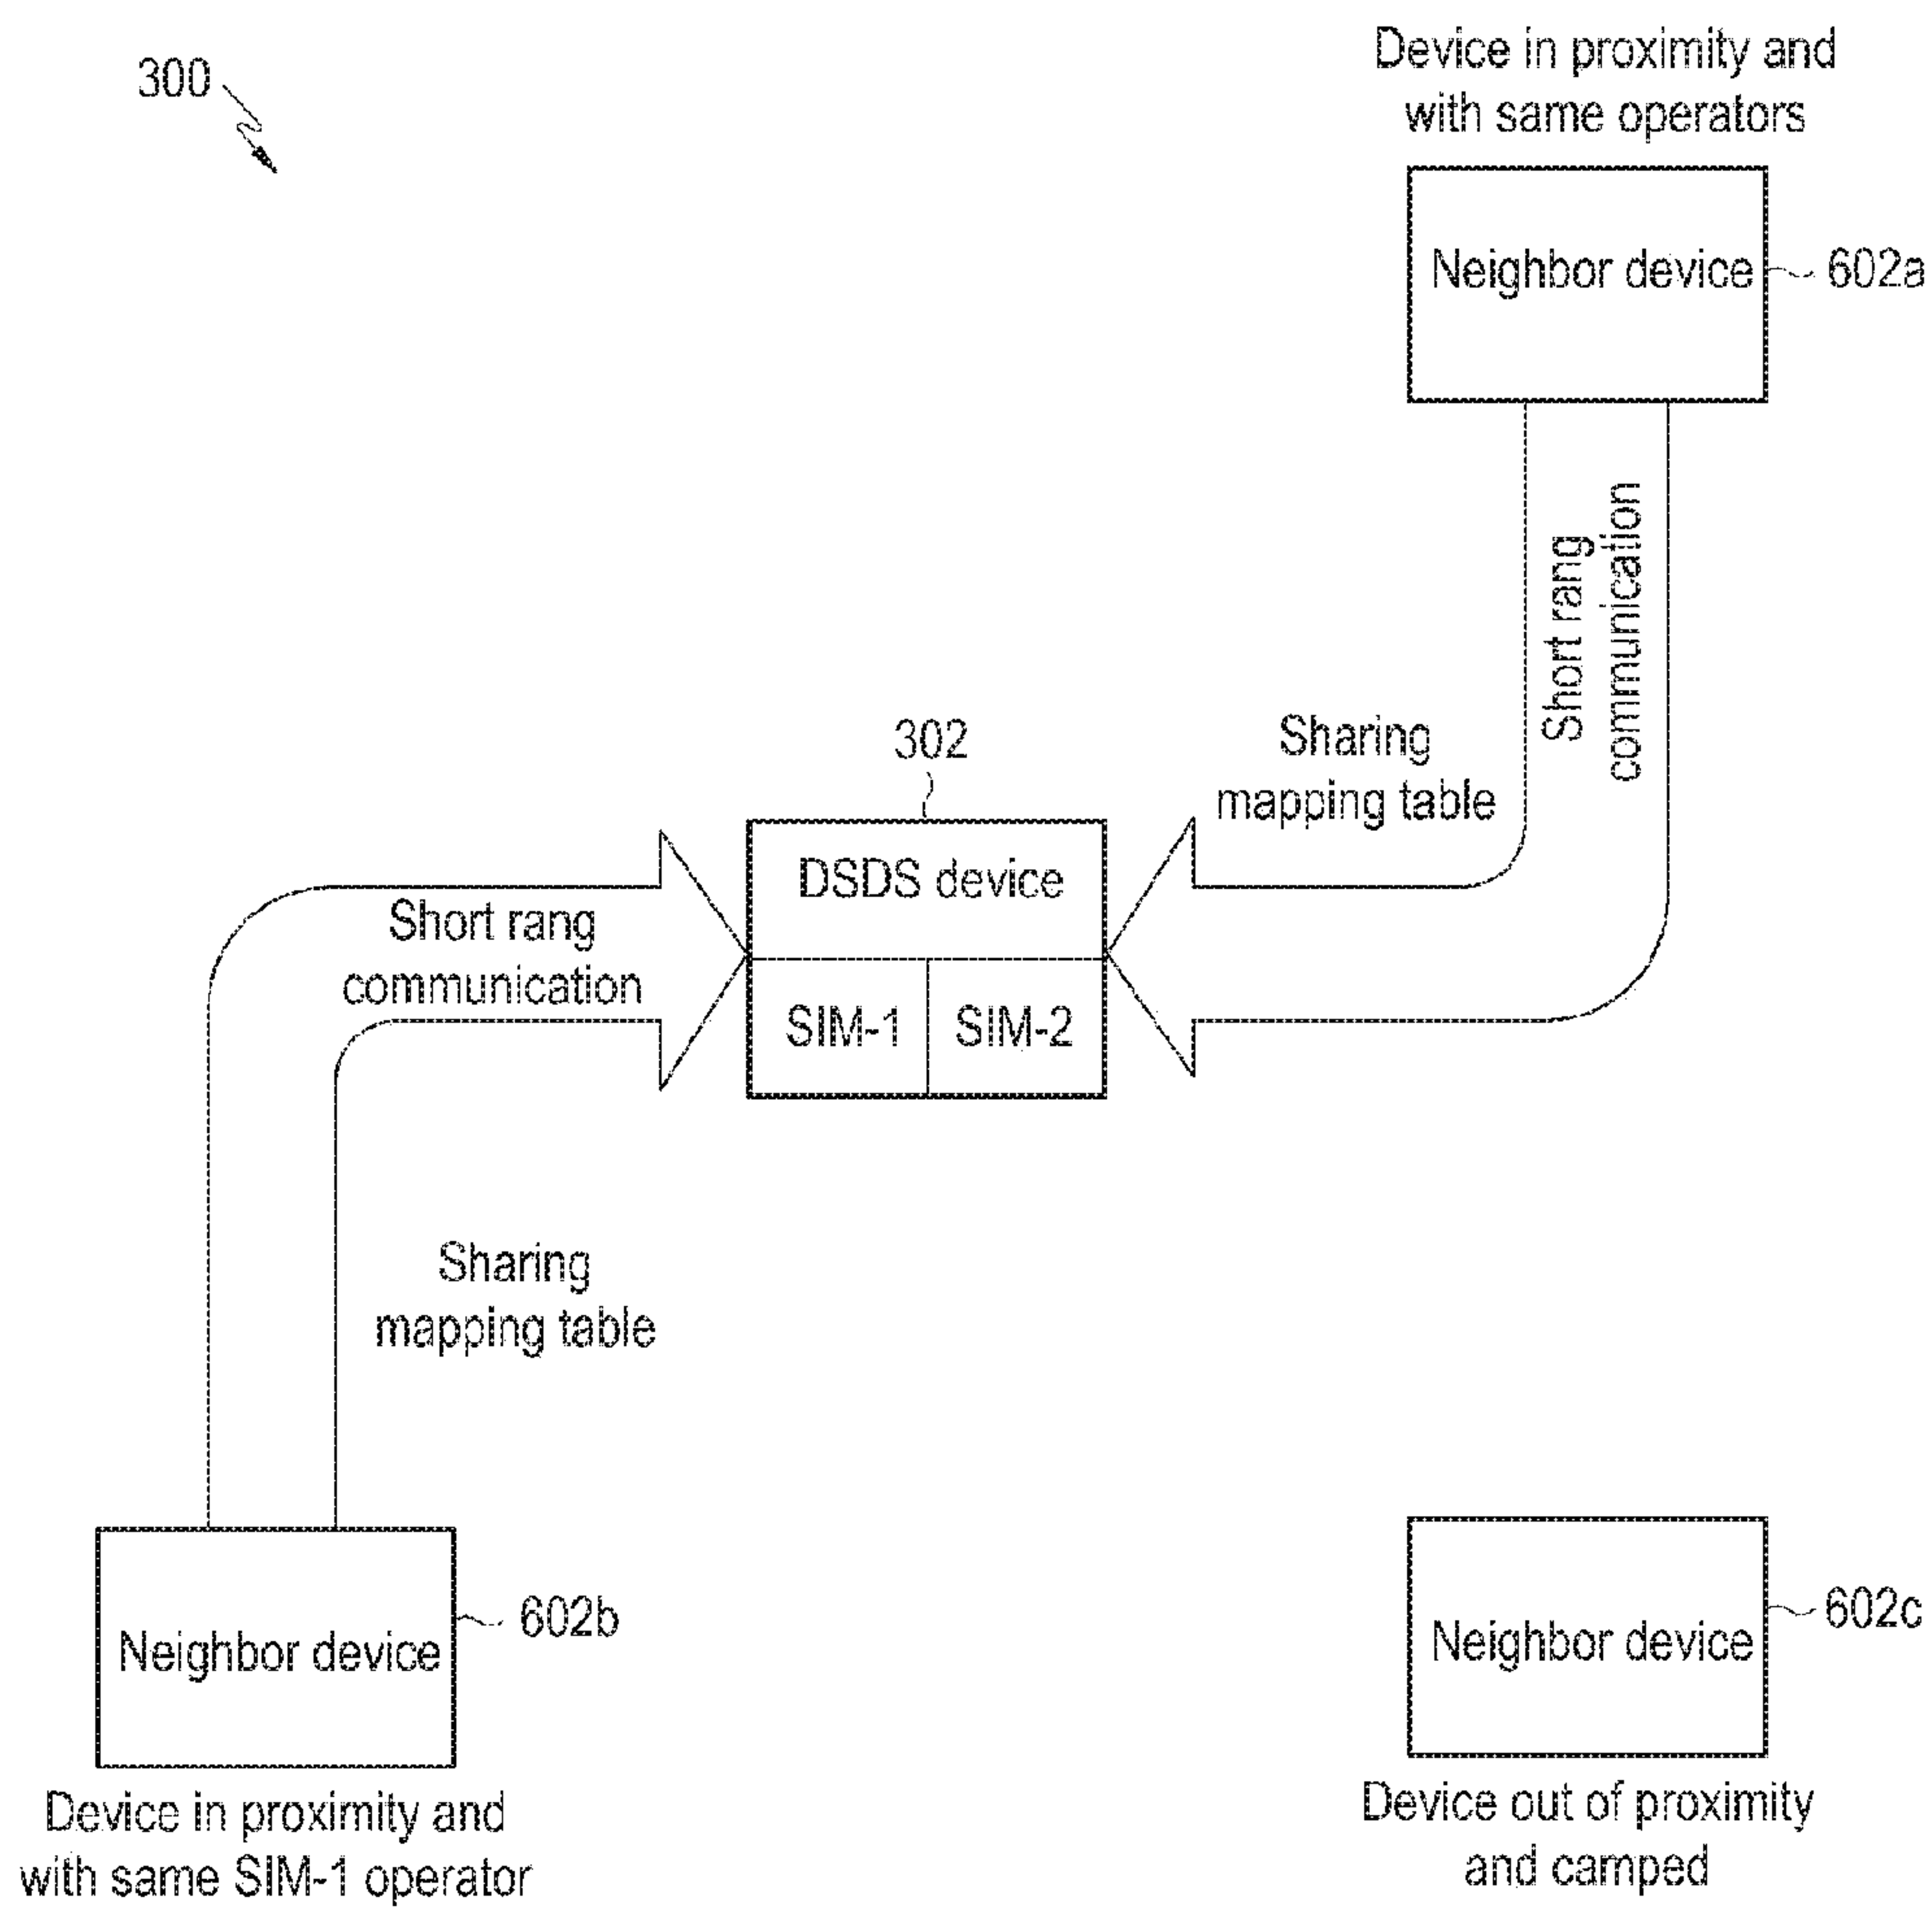 300
Device in proximity and
with same operators
Neighbor device
602a
Short rang
communication
Sharing
mapping table
302
DSDS device
SIM-1
SIM-2
Short rang
communication
Sharing
mapping table
Neighbor device
602b
Device in proximity and
with same SIM-1 operator
Neighbor device
602c
Device out of proximity
and camped